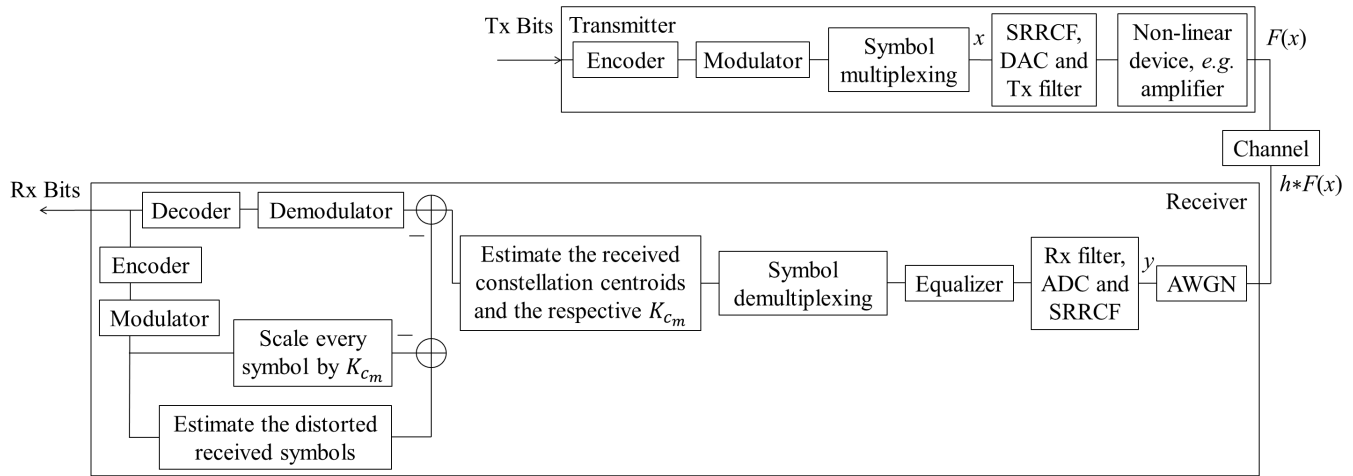 Tx Bits
Transmitter
Encoder
Modulator
Symbol
multiplexing
x
SRRCF,
DAC and
Tx filter
Non-linear
device, e.g.
amplifier
F(x)
Channel
h*F(x)
Receiver
Rx Bits
Decoder
Demodulator
−
Encoder
Modulator
Estimate the received
constellation centroids
and the respective K_{c_m}
Symbol
demultiplexing
Equalizer
Rx filter,
ADC and
SRRCF
y
AWGN
Scale every
symbol by K_{c_m}
−
Estimate the distorted
received symbols